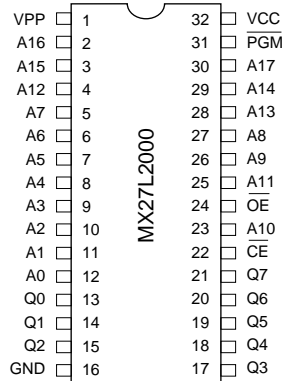 VPP 1 32 VCC
A16 2 31 PGM
A15 3 30 A17
A12 4 29 A14
A7 5 28 A13
A6 6 27 A8
A5 7 26 A9
A4 8 25 A11
A3 9 24 OE
A2 10 23 A10
A1 11 22 CE
A0 12 21 Q7
Q0 13 20 Q6
Q1 14 19 Q5
Q2 15 18 Q4
GND 16 17 Q3
MX27L2000